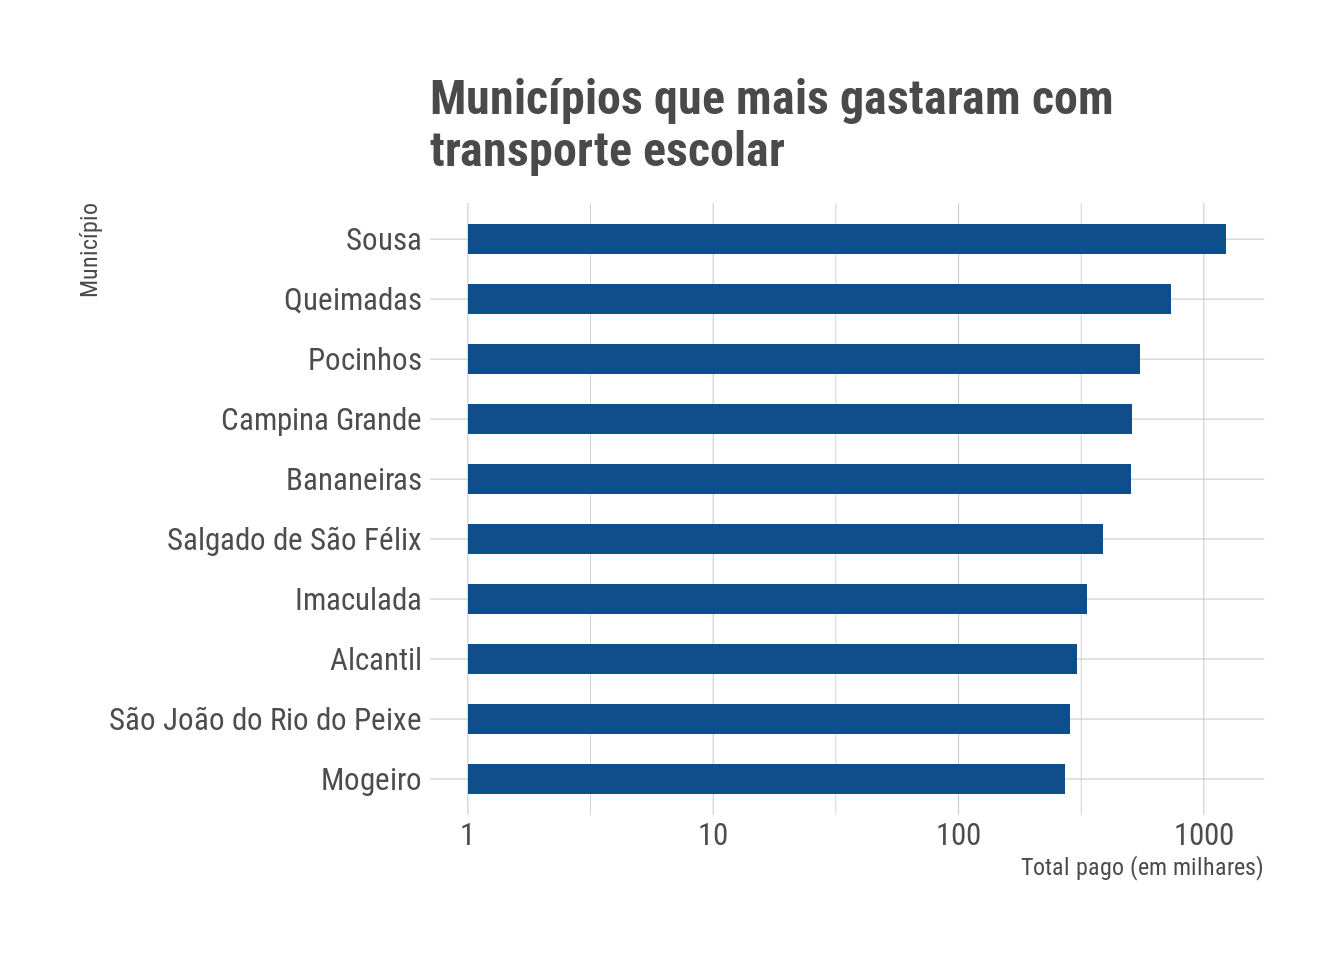 Municípios que mais gastaram com
transporte escolar
Município
Sousa
Queimadas
Pocinhos
Campina Grande
Bananeiras
Salgado de São Félix
Imaculada
Alcantil
São João do Rio do Peixe
Mogeiro
1 10 100 1000
Total pago (em milhares)